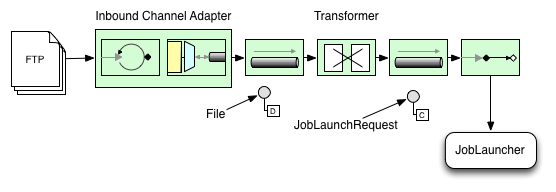 Inbound Channel Adapter
Transformer
FTP
File
D
JobLaunchRequest
C
JobLauncher